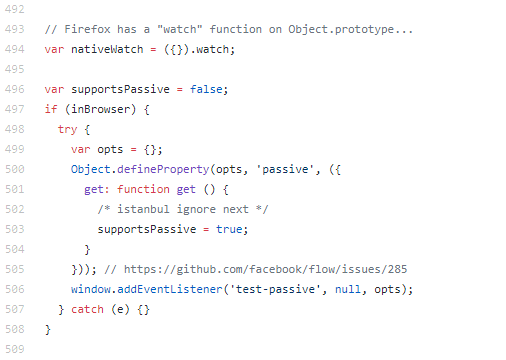 492
493 // Firefox has a "watch" function on Object.prototype...
494 var nativeWatch = ({}).watch;
495
496 var supportsPassive = false;
497 if (inBrowser) {
498 try {
499 var opts = {};
500 Object.defineProperty(opts, 'passive', ({
501 get: function get () {
502 /* istanbul ignore next */
503 supportsPassive = true;
504 }
505 })); // https://github.com/facebook/flow/issues/285
506 window.addEventListener('test-passive', null, opts);
507 } catch (e) {}
508 }
509